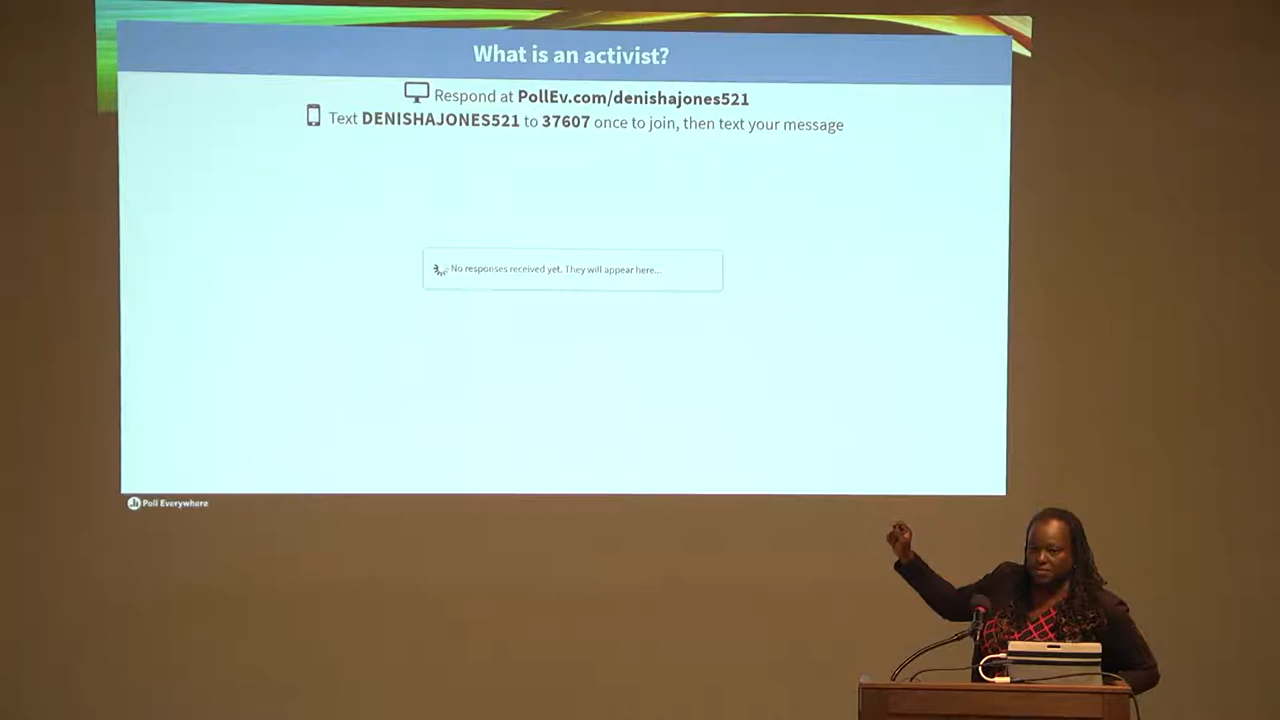 What is an activist?
Respond at PollEv.com/denishajones521
Text DENISHAJONES521 to 37607 once to join, then text your message
No responses received yet. They will appear here...
Poll Everywhere